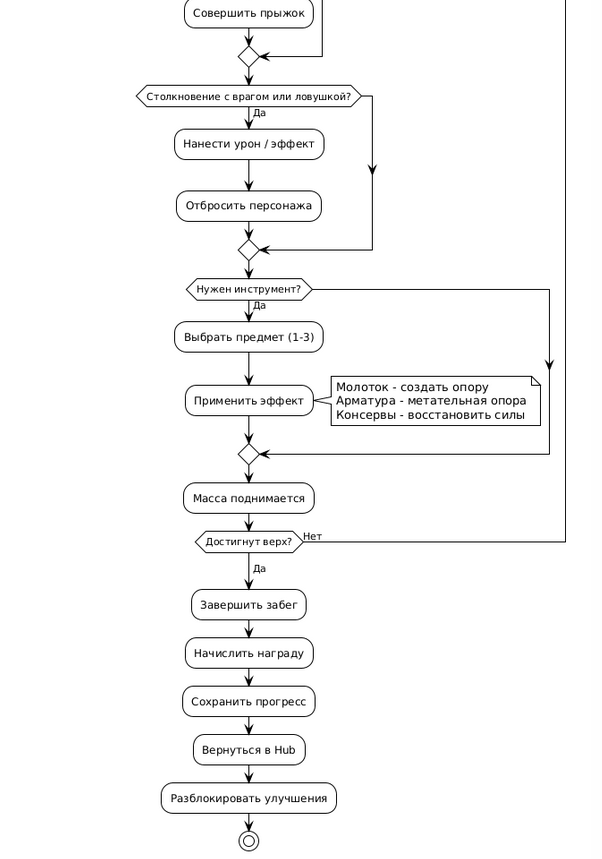 Совершить прыжок
Столкновение с врагом или ловушкой?
Да
Нанести урон / эффект
Отбросить персонажа
Нужен инструмент?
Да
Выбрать предмет (1-3)
Применить эффект
Молоток - создать опору
Арматура - метательная опора
Консервы - восстановить силы
Масса поднимается
Достигнут верх?
Нет
Да
Завершить забег
Начислить награду
Сохранить прогресс
Вернуться в Hub
Разблокировать улучшения